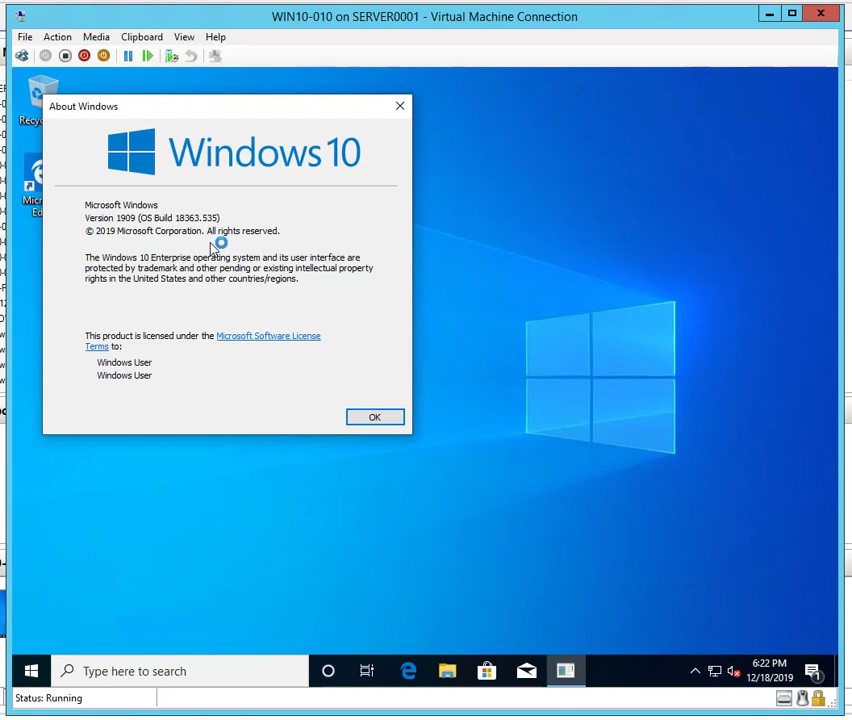 WIN10-010 on SERVER0001 - Virtual Machine Connection
File Action Media Clipboard View Help
About Windows
Windows 10
Microsoft Windows
Version 1909 (OS Build 18363.535)
© 2019 Microsoft Corporation. All rights reserved.
The Windows 10 Enterprise operating system and its user interface are
protected by trademark and other pending or existing intellectual property
rights in the United States and other countries/regions.
This product is licensed under the Microsoft Software License
Terms to:
Windows User
Windows User
OK
Type here to search
6:22 PM
12/18/2019
1
Status: Running